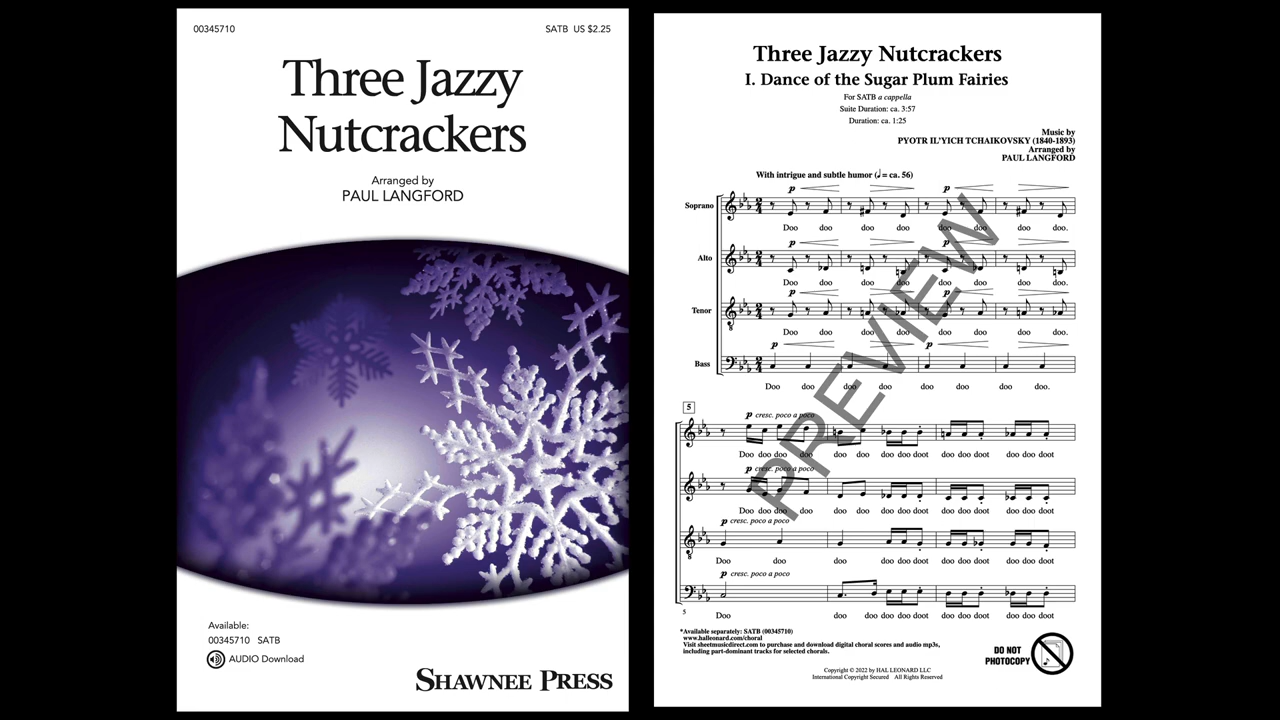 00345710
SATB US $2.25
Three Jazzy
Nutcrackers
Arranged by
PAUL LANGFORD
Available:
00345710 SATB
AUDIO Download
SHAWNEE PRESS
Three Jazzy Nutcrackers
I. Dance of the Sugar Plum Fairies
For SATB a cappella
Suite Duration: ca. 3:57
Duration: ca. 1:25
Music by
PYOTR IL'YICH TCHAIKOVSKY (1840-1893)
Arranged by
PAUL LANGFORD
With intrigue and subtle humor (♩ = ca. 56)
p p
Soprano
Doo doo doo doo doo doo doo doo.
p p
Alto
Doo doo doo doo doo doo doo doo.
p p
Tenor
Doo doo doo doo doo doo doo doo.
p p
Bass
Doo doo doo doo doo doo doo doo.
PREVIEW
5
p cresc. poco a poco
Doo doo doo doo doo doo doo doo doot doo doo doot doo doo doot
p cresc. poco a poco
Doo doo doo doo doo doo doo doo doot doo doo doot doo doo doot
p cresc. poco a poco
Doo doo doo doo doo doot doo doo doot doo doo doot
p cresc. poco a poco
5
Doo doo doo doo doo doot doo doo doot doo doo doot
*Available separately: SATB (00345710)
www.halleonard.com/choral
Visit sheetmusicdirect.com to purchase and download digital choral scores and audio mp3s,
including part-dominant tracks for selected chorals.
DO NOT
PHOTOCOPY
Copyright © 2022 by HAL LEONARD LLC
International Copyright Secured All Rights Reserved